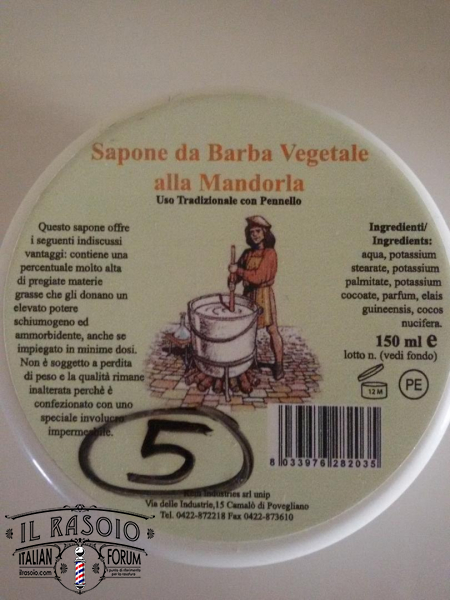 Sapone da Barba Vegetale
alla Mandorla
Uso Tradizionale con Pennello
Questo sapone offre
i seguenti indiscussi
vantaggi: contiene una
percentuale molto alta
di pregiate materie
grasse che gli donano un
elevato potere
schiumogeno ed
ammorbidente, anche se
impiegato in minime dosi.
Non è soggetto a perdita
di peso e la qualità rimane
inalterata perchè è
confezionato con uno
speciale involucro
impermeabile.
5
Ingredienti/
Ingredients:
aqua, potassium
stearate, potassium
palmitate, potassium
cocoate, parfum, elais
guineensis, cocos
nucifera.
150 ml e
lotto n. (vedi fondo)
12 M
PE
8 033976 282035
Industries srl unip
Via delle Industrie,15 Camalò di Povegliano
Tel. 0422-872218 Fax 0422-873610
IL RASOIO
ITALIAN FORUM
ilrasoio.com